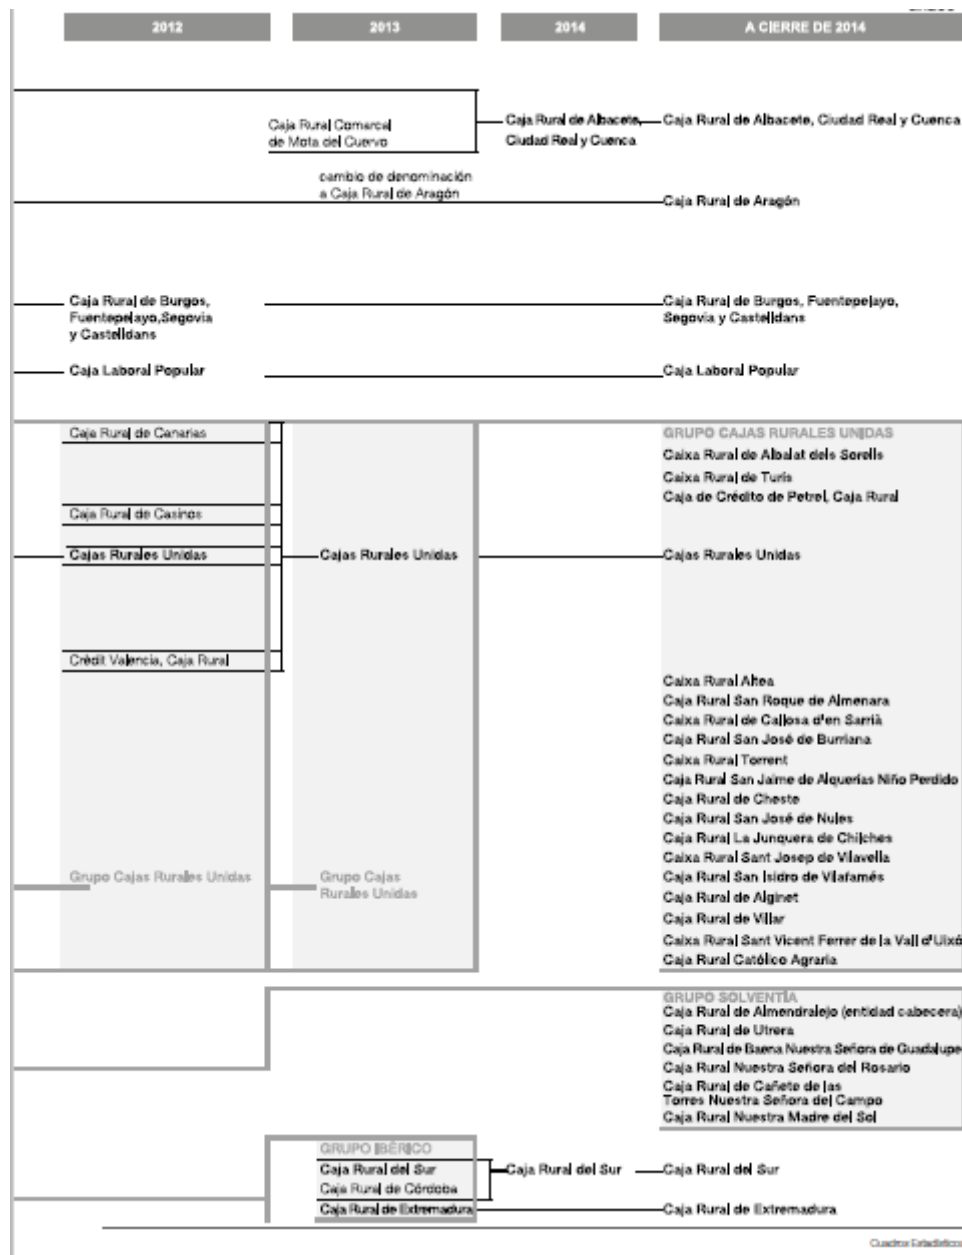 2012
2013
2014
A CIERRE DE 2014
Caja Rural Comarcal
de Mota del Cuervo
Caja Rural de Albacete,
Ciudad Real y Cuenca
Caja Rural de Albacete, Ciudad Real y Cuenca
cambio de denominación
a Caja Rural de Aragón
Caja Rural de Aragón
Caja Rural de Burgos,
Fuentepelayo,Segovia
y Castelldans
Caja Rural de Burgos, Fuentepelayo,
Segovia y Castelldans
Caja Laboral Popular
Caja Laboral Popular
Caja Rural de Canarias
GRUPO CAJAS RURALES UNIDAS
Caixa Rural de Albalat dels Sorells
Caixa Rural de Turís
Caja de Crédito de Petrel, Caja Rural
Caja Rural de Casinos
Cajas Rurales Unidas
Cajas Rurales Unidas
Cajas Rurales Unidas
Crèdit Valencia, Caja Rural
Caixa Rural Altea
Caja Rural San Roque de Almenara
Caixa Rural de Callosa d'en Sarrià
Caja Rural San José de Burriana
Caixa Rural Torrent
Caja Rural San Jaime de Alquerías Niño Perdido
Caja Rural de Cheste
Caja Rural San José de Nules
Caja Rural La Junquera de Chilches
Caixa Rural Sant Josep de Vilavella
Grupo Cajas Rurales Unidas
Grupo Cajas
Rurales Unidas
Caja Rural San Isidro de Vilafamés
Caja Rural de Alginet
Caja Rural de Villar
Caixa Rural Sant Vicent Ferrer de la Vall d'Uixó
Caja Rural Católico Agraria
GRUPO SOLVENTÍA
Caja Rural de Almendralejo (entidad cabecera)
Caja Rural de Utrera
Caja Rural de Baena Nuestra Señora de Guadalupe
Caja Rural Nuestra Señora del Rosario
Caja Rural de Cañete de las
Torres Nuestra Señora del Campo
Caja Rural Nuestra Madre del Sol
GRUPO IBÉRICO
Caja Rural del Sur
Caja Rural del Sur
Caja Rural del Sur
Caja Rural de Córdoba
Caja Rural de Extremadura
Caja Rural de Extremadura
Cuadros Estadísticos